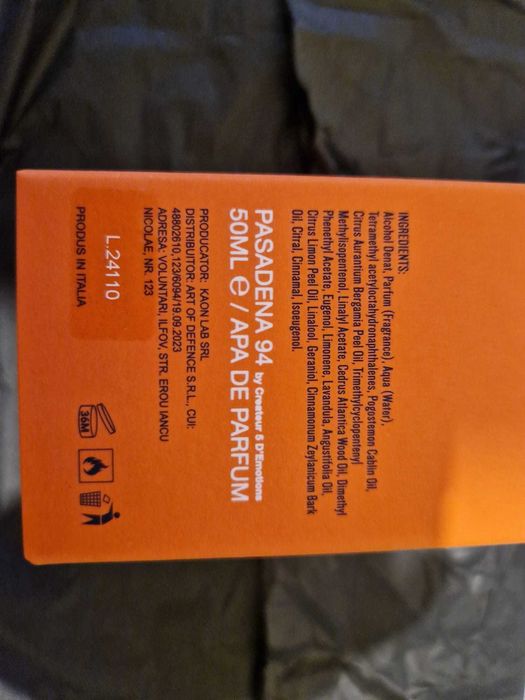 INGREDIENTS:
Alcohol Denat, Parfum (Fragrance), Aqua (Water),
Tetramethyl acetyloctahydronaphthalenes, Pogostemon Cablin Oil,
Citrus Aurantium Bergamia Peel Oil, Trimethylcyclopentenyl
Methylisopentenol, Linalyl Acetate, Cedrus Atlantica Wood Oil, Dimethyl
Phenethyl Acetate, Eugenol, Limonene, Lavandula, Angustifolia Oil,
Citrus Limon Peel Oil, Linalool, Geraniol, Cinnamomum Zeylanicum Bark
Oil, Citral, Cinnamal, Isoeugenol.
PASADENA 94 by Createur 5 D'Emotions
50ML e / APA DE PARFUM
PRODUCATOR: KAON LAB SRL
DISTRIBUITOR: ART OF DEFENCE S.R.L., CUI:
48802610,123/6094/19.09.2023
ADRESA: VOLUNTARI, ILFOV, STR. EROU IANCU
NICOLAE, NR. 123
L.24110
PRODUS IN ITALIA
36M